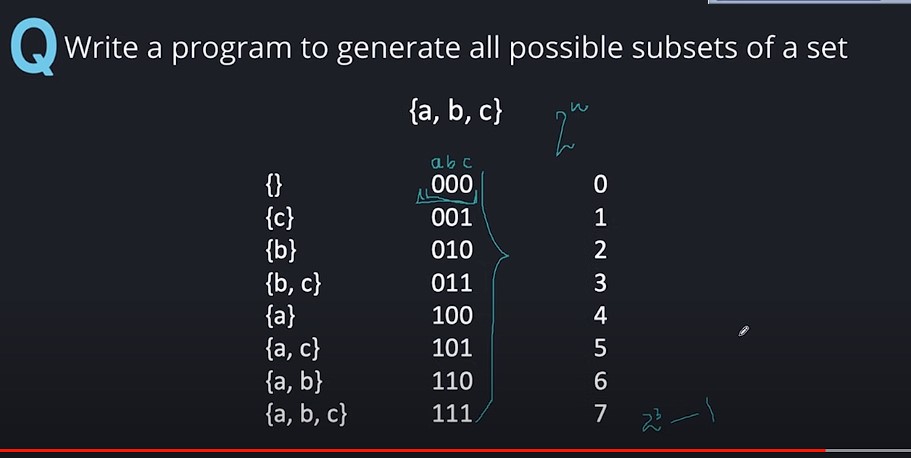 Q Write a program to generate all possible subsets of a set
{a, b, c} 2^n
a b c
{} 000 0
{c} 001 1
{b} 010 2
{b, c} 011 3
{a} 100 4
{a, c} 101 5
{a, b} 110 6
{a, b, c} 111 7 2^3 - 1